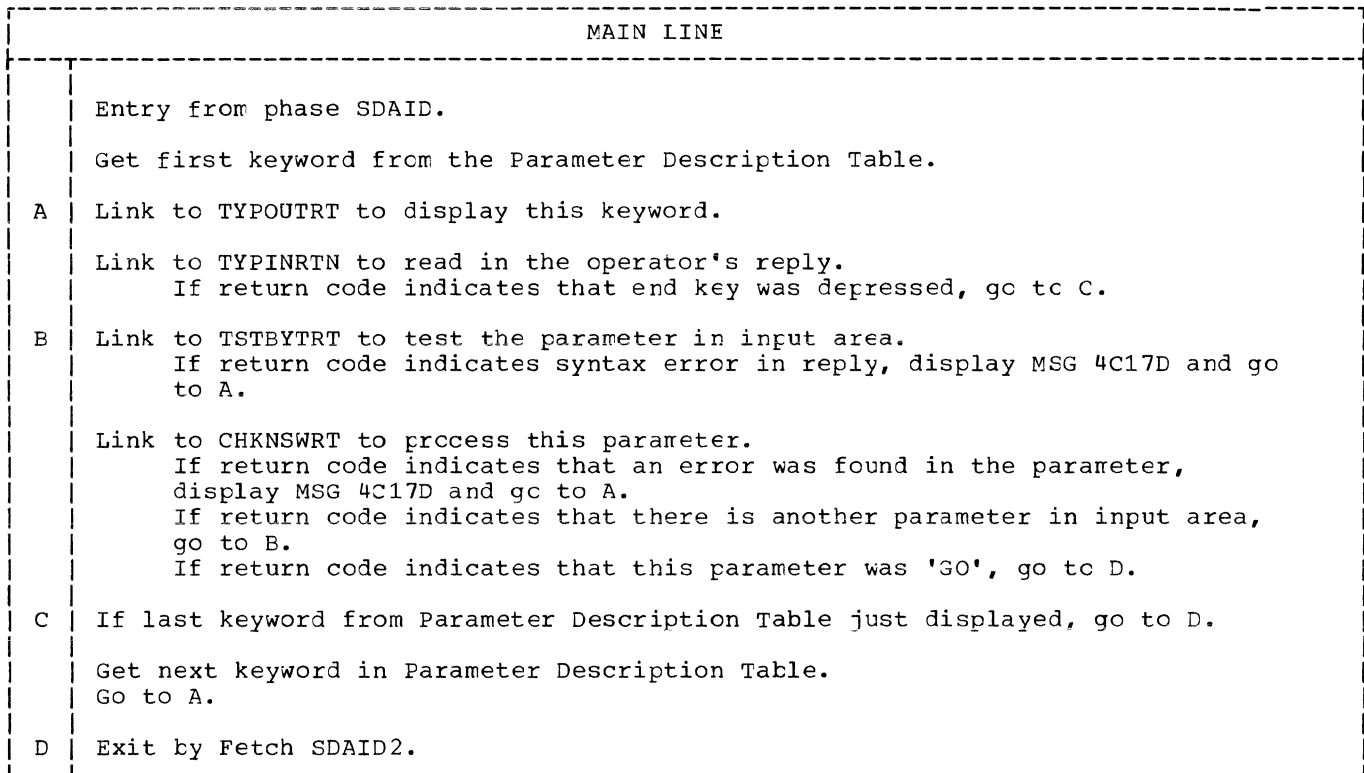 MAIN LINE
Entry from phase SDAID.
Get first keyword from the Parameter Description Table.
A Link to TYPOUTRT to display this keyword.
Link to TYPINRTN to read in the operator's reply.
If return code indicates that end key was depressed, go to C.
B Link to TSTBYTRT to test the parameter in input area.
If return code indicates syntax error in reply, display MSG 4C17D and go
to A.
Link to CHKNSWRT to process this parameter.
If return code indicates that an error was found in the parameter,
display MSG 4C17D and go to A.
If return code indicates that there is another parameter in input area,
go to B.
If return code indicates that this parameter was 'GO', go to D.
C If last keyword from Parameter Description Table just displayed, go to D.
Get next keyword in Parameter Description Table.
Go to A.
D Exit by Fetch SDAID2.